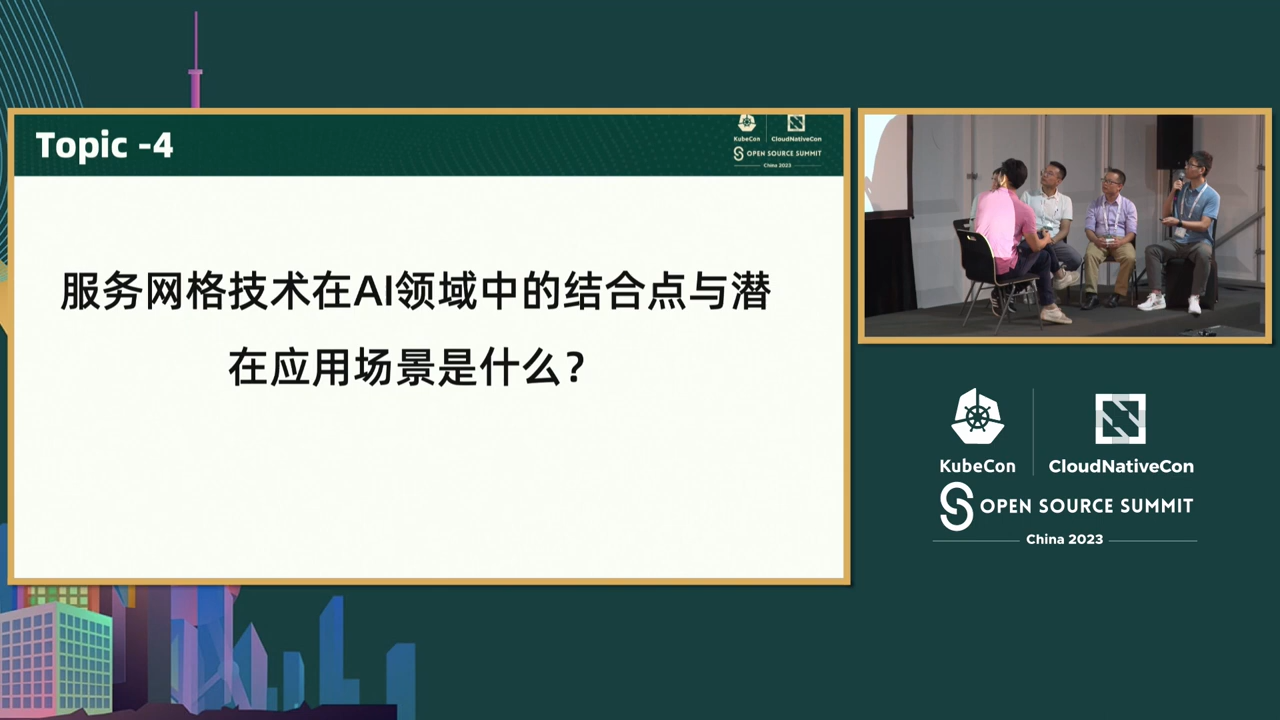 Topic -4
KubeCon
CloudNativeCon
OPEN SOURCE SUMMIT
China 2023
服务网格技术在AI领域中的结合点与潜
在应用场景是什么?
KubeCon
CloudNativeCon
OPEN SOURCE SUMMIT
China 2023